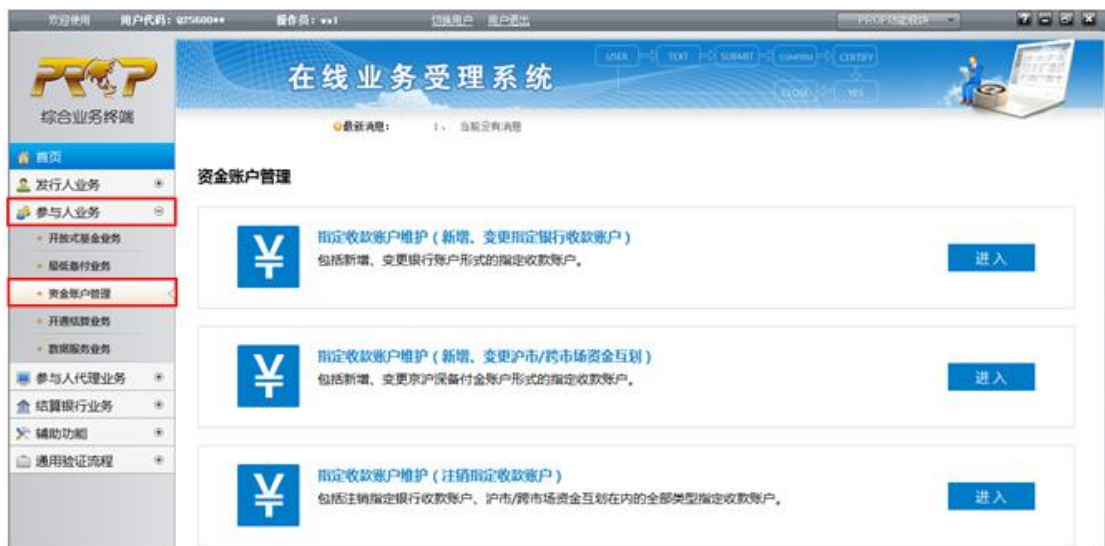 欢迎使用 用户代码：QZ5600** 操作员：ww1 切换用户 用户退出 PROP功能模块
PROP
综合业务终端
在线业务受理系统
USER TEXT SUBMIT CONFIRM CERTIFY
CLOSE YES
最新消息： 1、 当前没有消息
首页
发行人业务
参与人业务
开放式基金业务
最低备付业务
资金账户管理
开通结算业务
数据服务业务
参与人代理业务
结算银行业务
辅助功能
通用验证流程
资金账户管理
指定收款账户维护（新增、变更指定银行收款账户）
包括新增、变更银行账户形式的指定收款账户。
进入
指定收款账户维护（新增、变更沪市/跨市场资金互划）
包括新增、变更京沪深备付金账户形式的指定收款账户。
进入
指定收款账户维护（注销指定收款账户）
包括注销指定银行收款账户、沪市/跨市场资金互划在内的全部类型指定收款账户。
进入